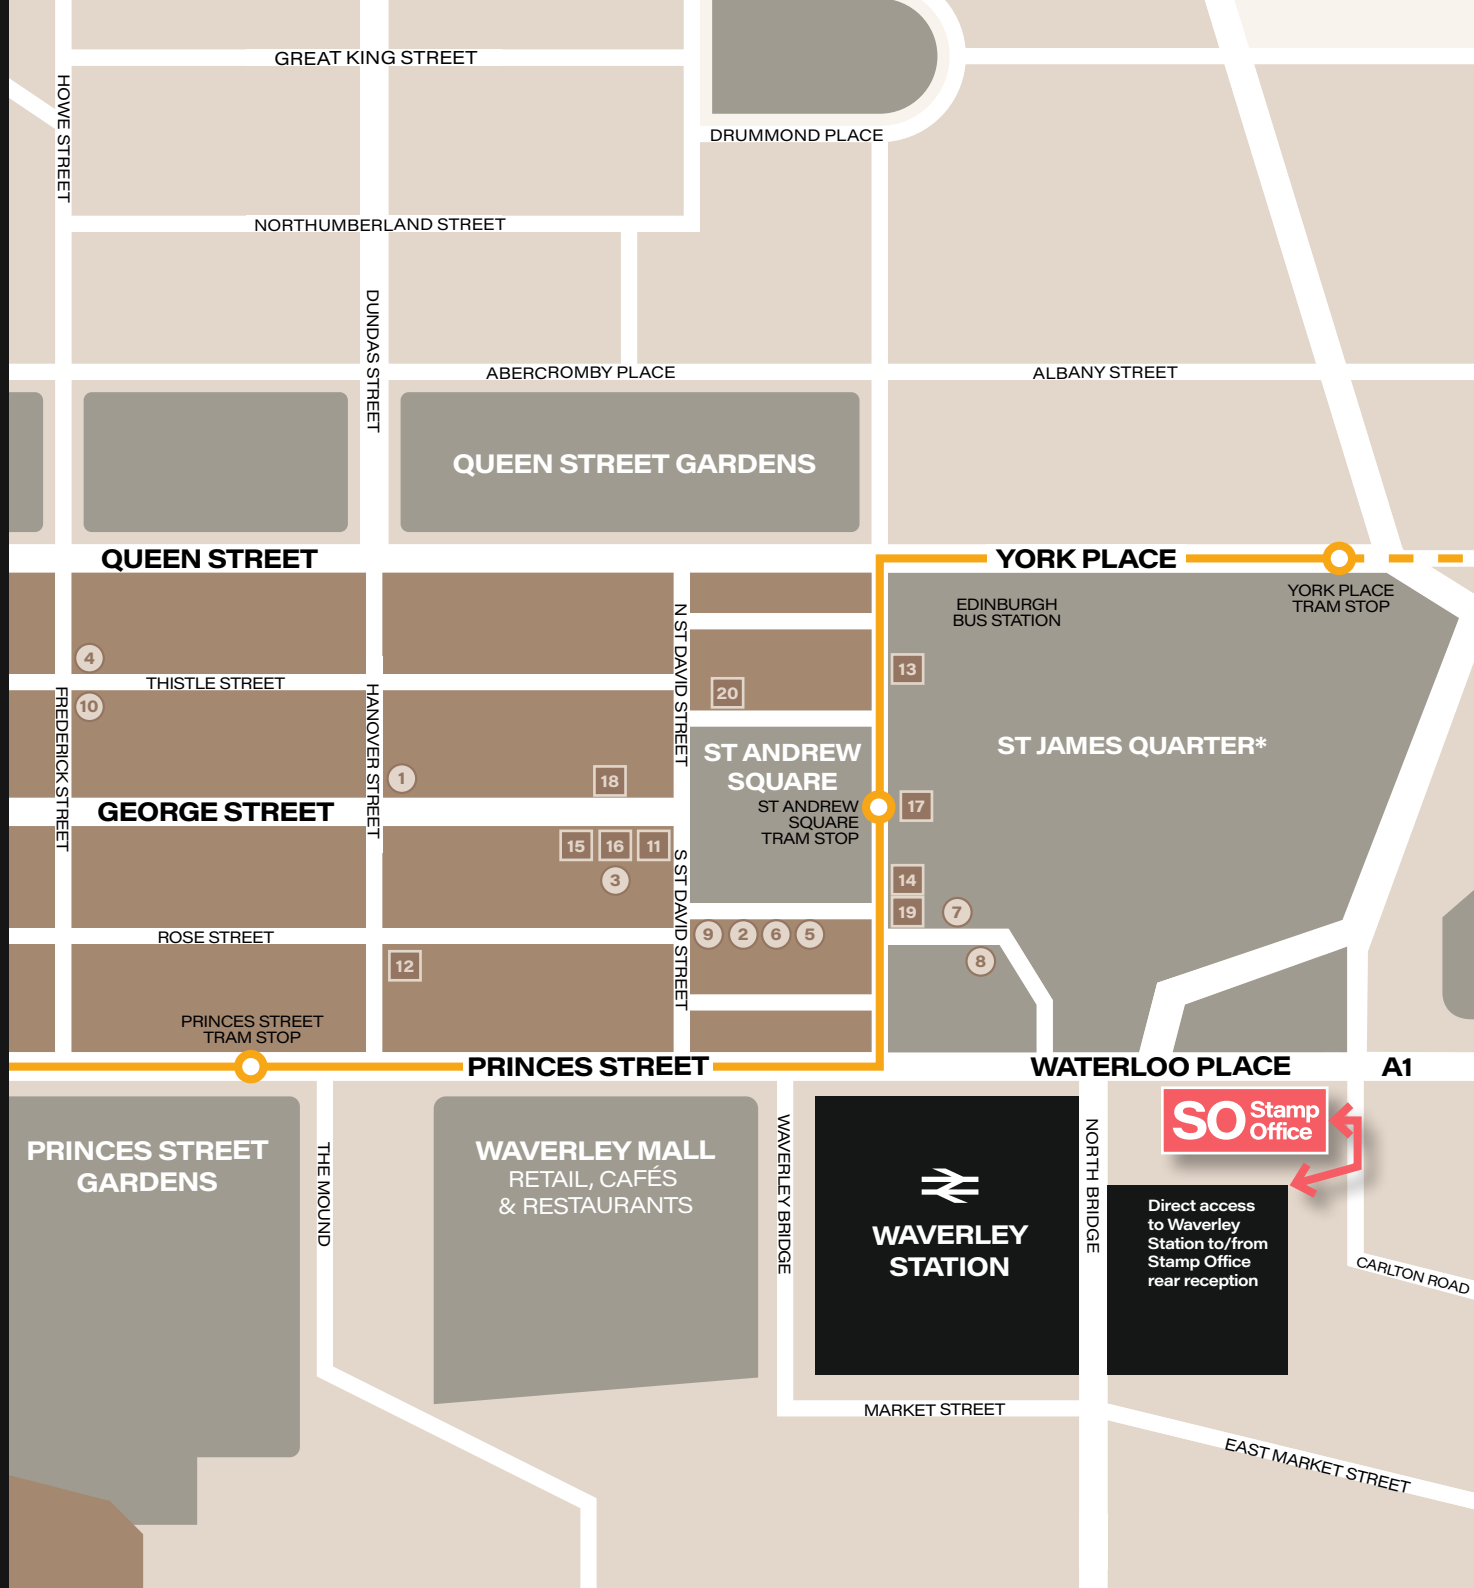 GREAT KING STREET
HOWE STREET
DRUMMOND PLACE
NORTHUMBERLAND STREET
DUNDAS STREET
ABERCROMBY PLACE
ALBANY STREET
QUEEN STREET GARDENS
QUEEN STREET
YORK PLACE
YORK PLACE
TRAM STOP
EDINBURGH
BUS STATION
N ST DAVID STREET
4
13
THISTLE STREET
20
10
FREDERICK STREET
HANOVER STREET
ST JAMES QUARTER*
ST ANDREW
SQUARE
1
18
ST ANDREW
SQUARE
TRAM STOP
17
GEORGE STREET
15
16
11
S ST DAVID STREET
3
14
19
7
ROSE STREET
9
2
6
5
8
12
PRINCES STREET
TRAM STOP
PRINCES STREET
WATERLOO PLACE
A1
SO Stamp
Office
PRINCES STREET
GARDENS
THE MOUND
WAVERLEY MALL
RETAIL, CAFÉS
& RESTAURANTS
WAVERLEY BRIDGE
WAVERLEY
STATION
NORTH BRIDGE
Direct access
to Waverley
Station to/from
Stamp Office
rear reception
CARLTON ROAD
MARKET STREET
EAST MARKET STREET